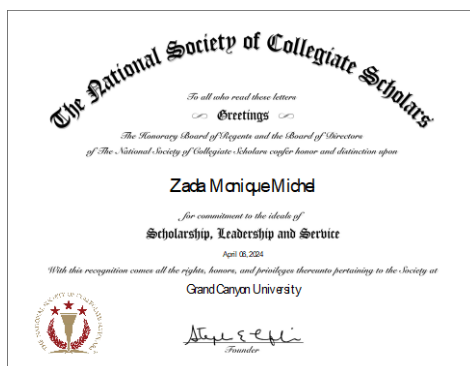 The National Society of Collegiate Scholars
To all who read these letters
Greetings
The Honorary Board of Regents and the Board of Directors
of The National Society of Collegiate Scholars confer honor and distinction upon
Zada Monique Michel
for commitment to the ideals of
Scholarship, Leadership and Service
April 06, 2024
With this recognition comes all the rights, honors, and privileges thereunto pertaining to the Society at
Grand Canyon University
Founder